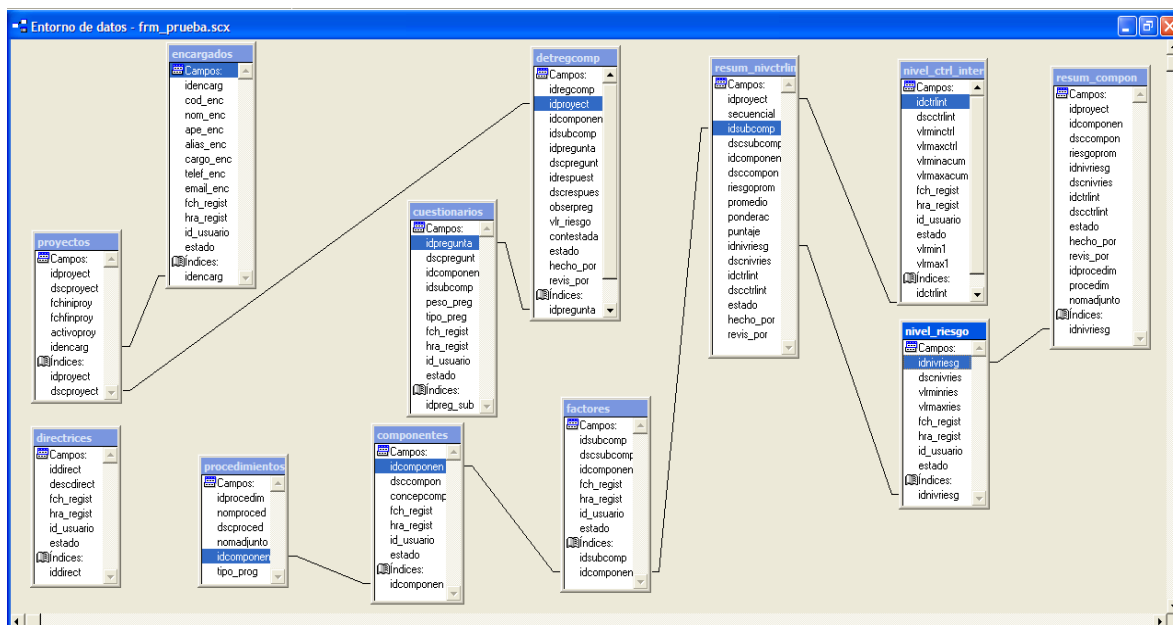 Entorno de datos - frm_prueba.scx
encargados
Campos:
idencarg
cod_enc
nom_enc
ape_enc
alias_enc
cargo_enc
telef_enc
email_enc
fch_regist
hra_regist
id_usuario
estado
Índices:
idencarg
detregcomp
Campos:
idregcomp
idproyect
idcomponen
idsubcomp
idpregunta
dscpregunt
idrespuest
dscrespues
obserpreg
vlr_riesgo
contestada
estado
hecho_por
revis_por
Índices:
idpregunta
resum_nivctrlin
Campos:
idproyect
secuencial
idsubcomp
dscsubcomp
idcomponen
dsccompon
riesgoprom
promedio
ponderac
puntaje
idnivriesg
dscnivries
idctrlint
dscctrlint
estado
hecho_por
revis_por
nivel_ctrl_inter
Campos:
idctrlint
dscctrlint
vlrminctrl
vlrmaxctrl
vlrminacum
vlrmaxacum
fch_regist
hra_regist
id_usuario
estado
vlrmin1
vlrmax1
Índices:
idctrlint
resum_compon
Campos:
idproyect
idcomponen
dsccompon
riesgoprom
idnivriesg
dscnivries
idctrlint
dscctrlint
estado
hecho_por
revis_por
idprocedim
procedim
nomadjunto
Índices:
idnivriesg
proyectos
Campos:
idproyect
dscproyect
fchiniproy
fchfinproy
activoproy
idencarg
Índices:
idproyect
dscproyect
cuestionarios
Campos:
idpregunta
dscpregunt
idcomponen
idsubcomp
peso_preg
tipo_preg
fch_regist
hra_regist
id_usuario
estado
Índices:
idpreg_sub
nivel_riesgo
Campos:
idnivriesg
dscnivries
vlrminries
vlrmaxries
fch_regist
hra_regist
id_usuario
estado
Índices:
idnivriesg
directrices
Campos:
iddirect
descdirect
fch_regist
hra_regist
id_usuario
estado
Índices:
iddirect
procedimientos
Campos:
idprocedim
nomproced
dscproced
nomadjunto
idcomponen
tipo_prog
componentes
Campos:
idcomponen
dsccompon
concepcomp
fch_regist
hra_regist
id_usuario
estado
Índices:
idcomponen
factores
Campos:
idsubcomp
dscsubcomp
idcomponen
fch_regist
hra_regist
id_usuario
estado
Índices:
idsubcomp
idcomponen